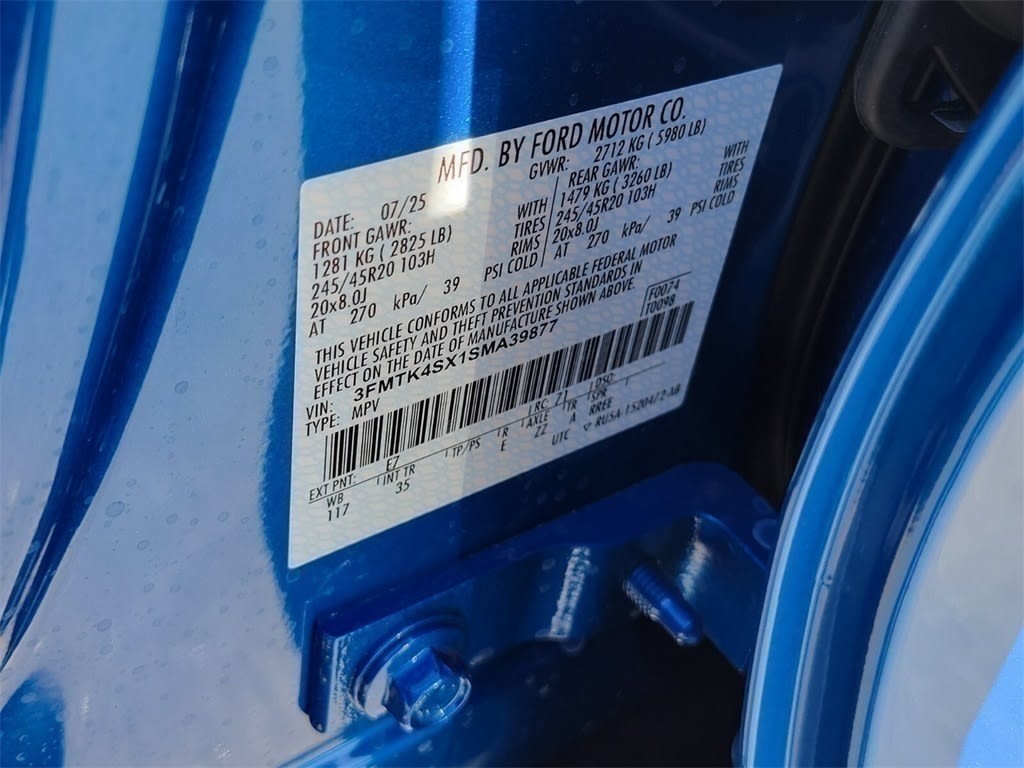 MFD. BY FORD MOTOR CO.
DATE: 07/25
GVWR: 2712 KG ( 5980 LB)
FRONT GAWR:
1281 KG ( 2825 LB) WITH
245/45R20 103H TIRES
20x8.0J RIMS
AT 270 kPa/ 39 PSI COLD
REAR GAWR:
1479 KG ( 3260 LB) WITH
245/45R20 103H TIRES
20x8.0J RIMS
AT 270 kPa/ 39 PSI COLD
THIS VEHICLE CONFORMS TO ALL APPLICABLE FEDERAL MOTOR
VEHICLE SAFETY AND THEFT PREVENTION STANDARDS IN
EFFECT ON THE DATE OF MANUFACTURE SHOWN ABOVE.
VIN: 3FMTK4SX1SMA39877
TYPE: MPV
F0074
T0098
EXT PNT: E7 RC: Z1 DSO:
WB INT TR TP/PS R AXLE TR SPR
117 35 E ZZ A RREE
UTC